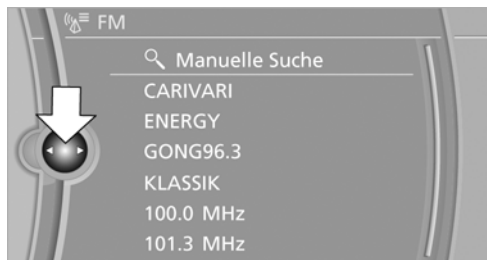 FM
Manuelle Suche
CARIVARI
ENERGY
GONG96.3
KLASSIK
100.0 MHz
101.3 MHz